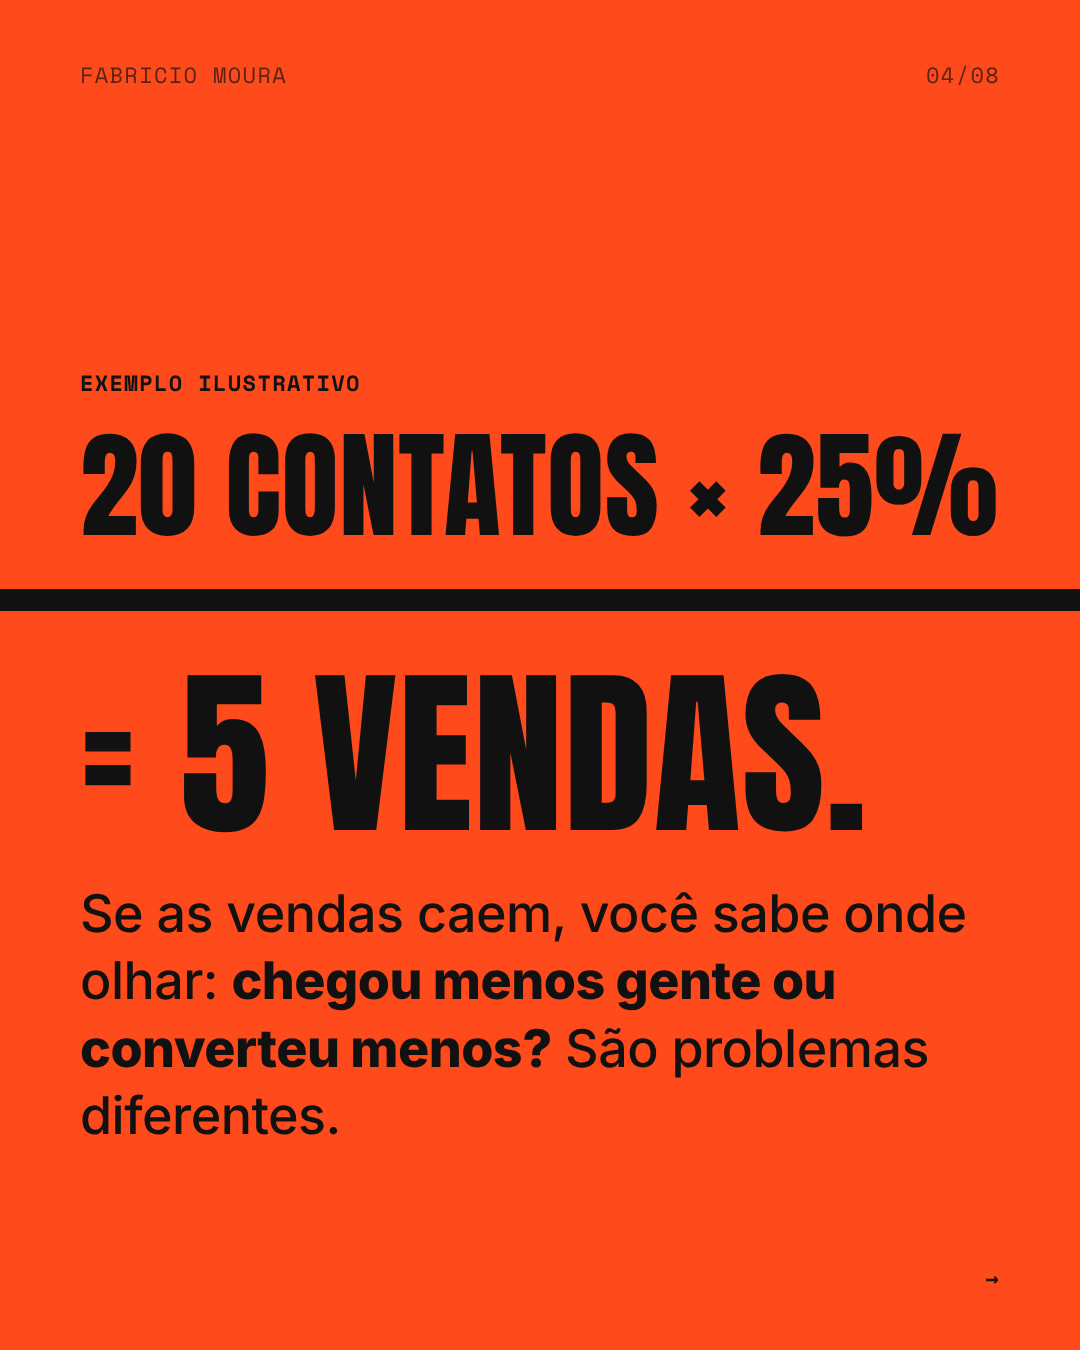 FABRICIO MOURA
04/08
EXEMPLO ILUSTRATIVO
20 CONTATOS × 25%
= 5 VENDAS.
Se as vendas caem, você sabe onde
olhar: chegou menos gente ou
converteu menos? São problemas
diferentes.
→